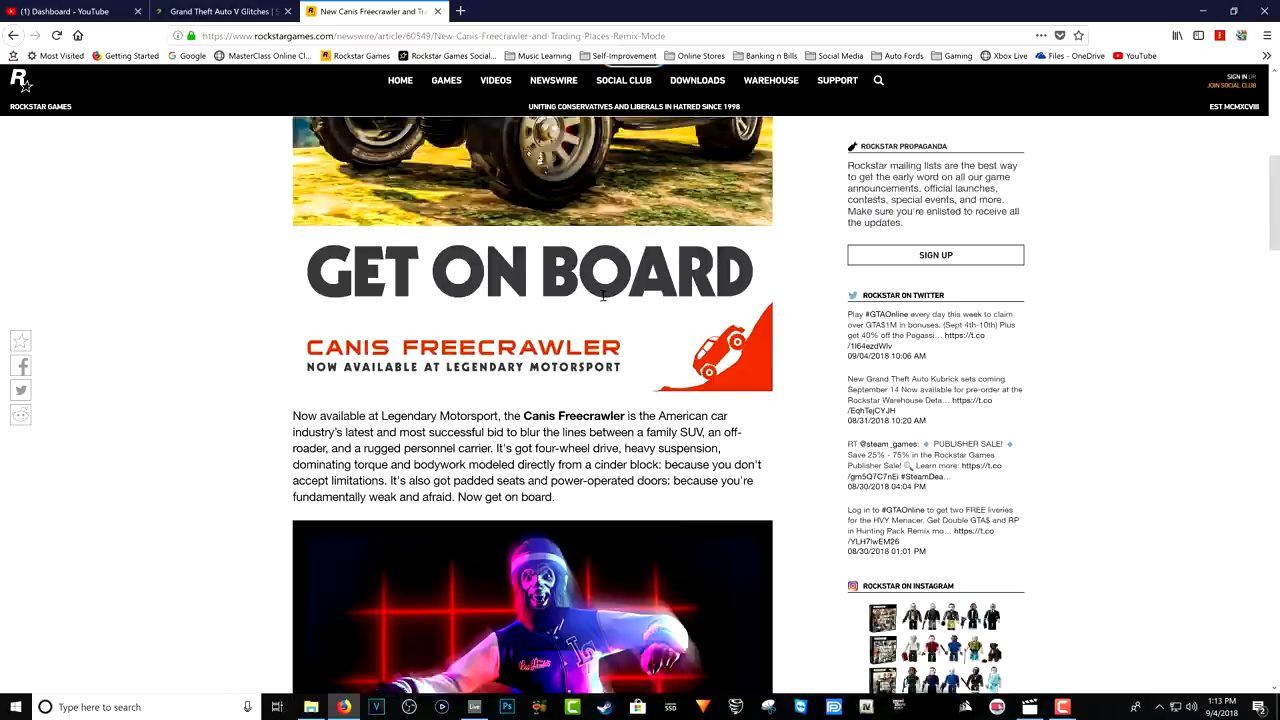 (1) Dashboard - YouTube
Grand Theft Auto V Glitches | S
New Canis Freecrawler and Tra
https://www.rockstargames.com/newswire/article/60549/New-Canis-Freecrawler-and-Trading-Places-Remix-Mode
Most Visited
Getting Started
Google
MasterClass Online Cl...
Rockstar Games
Rockstar Games Social...
Music Learning
Self-Improvement
Online Stores
Banking n Bills
Social Media
Auto Fords
Gaming
Xbox Live
Files - OneDrive
YouTube
HOME GAMES VIDEOS NEWSWIRE SOCIAL CLUB DOWNLOADS WAREHOUSE SUPPORT
SIGN IN OR
JOIN SOCIAL CLUB
ROCKSTAR GAMES
UNITING CONSERVATIVES AND LIBERALS IN HATRED SINCE 1998
EST MCMXCVIII
GET ON BOARD
CANIS FREECRAWLER
NOW AVAILABLE AT LEGENDARY MOTORSPORT
Now available at Legendary Motorsport, the Canis Freecrawler is the American car
industry's latest and most successful bid to blur the lines between a family SUV, an off-
roader, and a rugged personnel carrier. It's got four-wheel drive, heavy suspension,
dominating torque and bodywork modeled directly from a cinder block: because you don't
accept limitations. It's also got padded seats and power-operated doors: because you're
fundamentally weak and afraid. Now get on board.
ROCKSTAR PROPAGANDA
Rockstar mailing lists are the best way
to get the early word on all our game
announcements, official launches,
contests, special events, and more.
Make sure you're enlisted to receive all
the updates.
SIGN UP
ROCKSTAR ON TWITTER
Play #GTAOnline every day this week to claim
over GTA$1M in bonuses. (Sept 4th-10th) Plus
get 40% off the Pegassi... https://t.co
/1I64ezdWIv
09/04/2018 10:06 AM
New Grand Theft Auto Kubrick sets coming
September 14 Now available for pre-order at the
Rockstar Warehouse Deta... https://t.co
/EqhTejCYJH
08/31/2018 10:20 AM
RT @steam_games: PUBLISHER SALE!
Save 25% - 75% in the Rockstar Games
Publisher Sale! Learn more: https://t.co
/gm5Q7C7nEi #SteamDea...
08/30/2018 04:04 PM
Log in to #GTAOnline to get two FREE liveries
for the HVY Menacer. Get Double GTA$ and RP
in Hunting Pack Remix mo... https://t.co
/YLH7lwEM26
08/30/2018 01:01 PM
ROCKSTAR ON INSTAGRAM
Type here to search
1:13 PM
9/4/2018